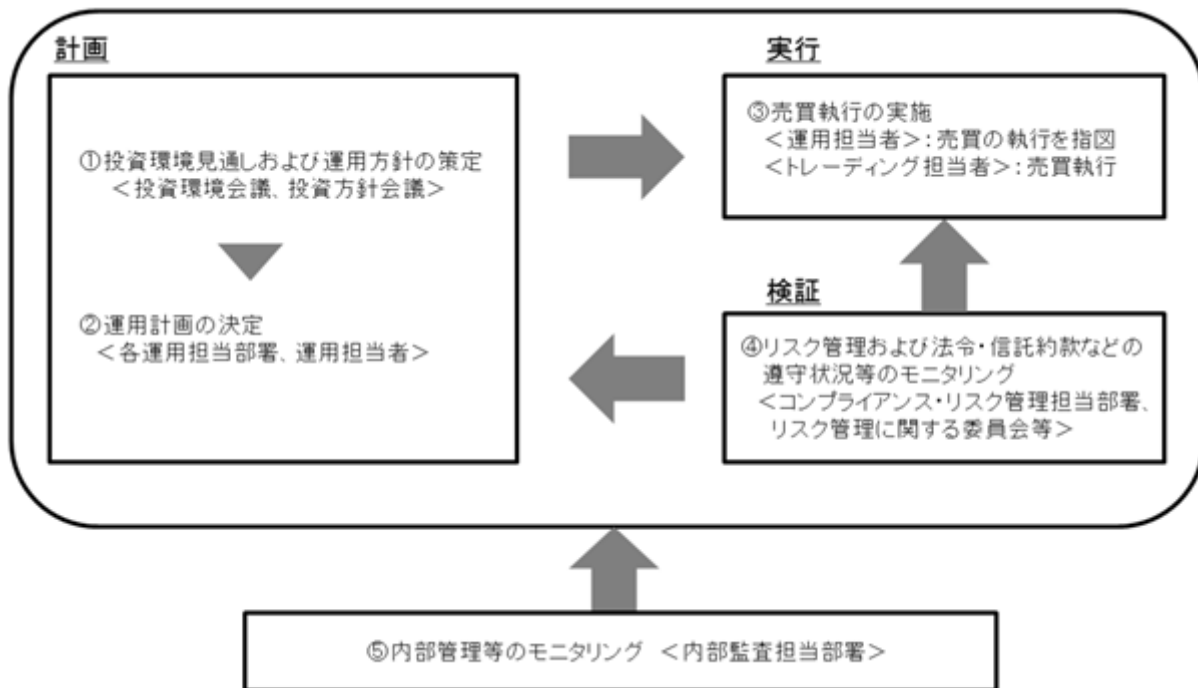 計画
①投資環境見通しおよび運用方針の策定
＜投資環境会議、投資方針会議＞
②運用計画の決定
＜各運用担当部署、運用担当者＞
実行
③売買執行の実施
＜運用担当者＞：売買の執行を指図
＜トレーディング担当者＞：売買執行
検証
④リスク管理および法令・信託約款などの
遵守状況等のモニタリング
＜コンプライアンス・リスク管理担当部署、
リスク管理に関する委員会等＞
⑤内部管理等のモニタリング ＜内部監査担当部署＞